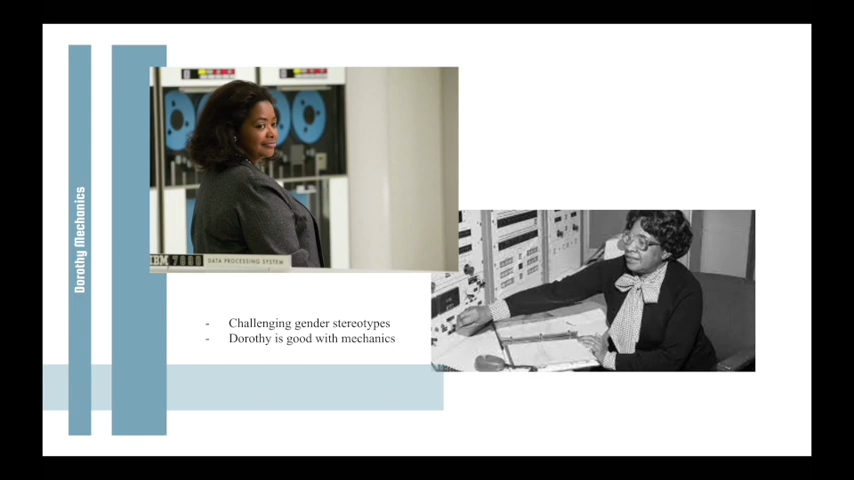 Dorothy Mechanics
IBM 7090 DATA PROCESSING SYSTEM
- Challenging gender stereotypes
- Dorothy is good with mechanics